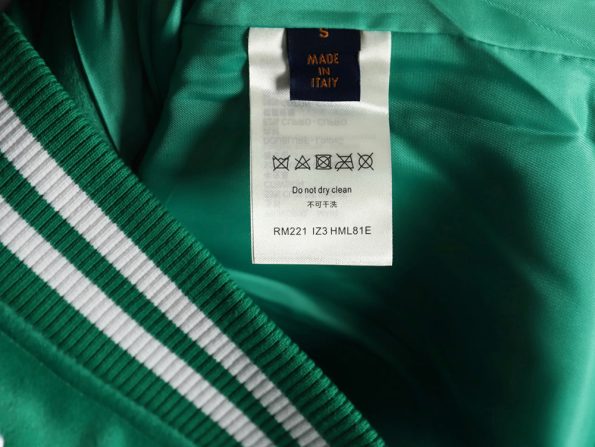 S
MADE
IN
ITALY
Do not dry clean
不可干洗
RM221 IZ3 HML81E